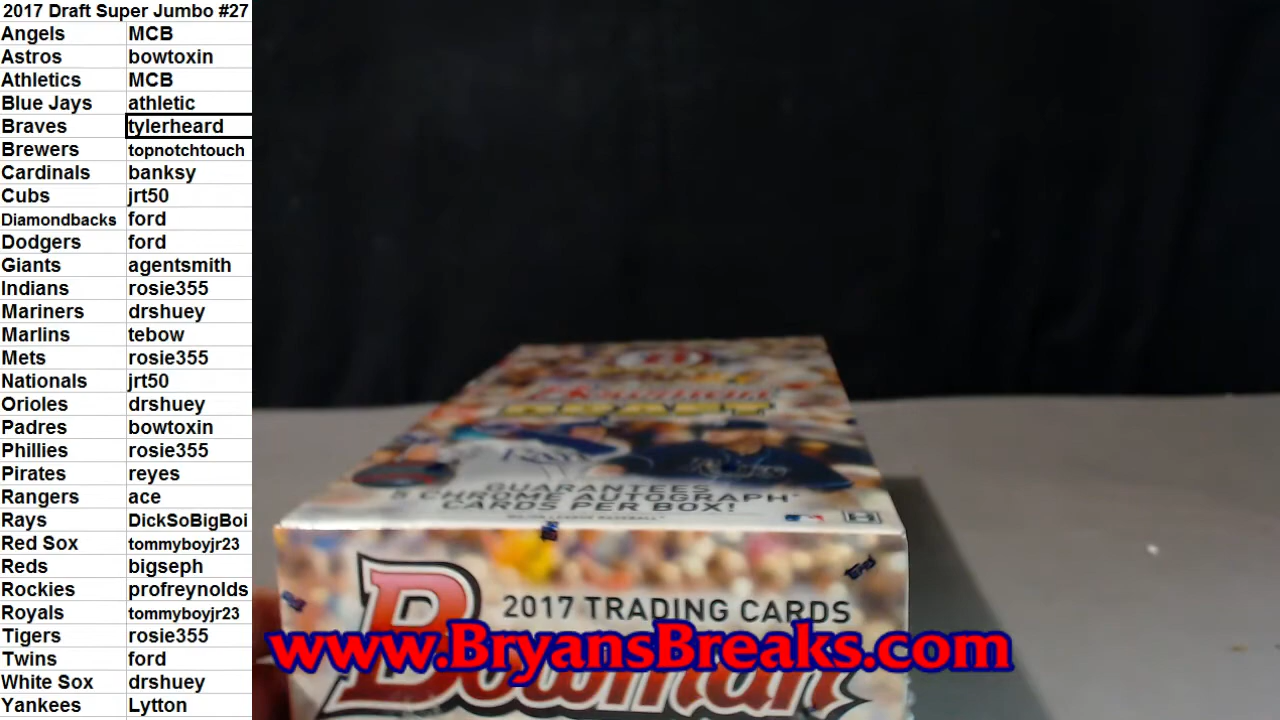 2017 Draft Super Jumbo #27
Angels MCB
Astros bowtoxin
Athletics MCB
Blue Jays athletic
Braves tylerheard
Brewers topnotchtouch
Cardinals banksy
Cubs jrt50
Diamondbacks ford
Dodgers ford
Giants agentsmith
Indians rosie355
Mariners drshuey
Marlins tebow
Mets rosie355
Nationals jrt50
Orioles drshuey
Padres bowtoxin
Phillies rosie355
Pirates reyes
Rangers ace
Rays DickSoBigBoi
Red Sox tommyboyjr23
Reds bigseph
Rockies profreynolds
Royals tommyboyjr23
Tigers rosie355
Twins ford
White Sox drshuey
Yankees Lytton
Bowman
DRAFT
GUARANTEES
5 CHROME AUTOGRAPH*
CARDS PER BOX!
2017 TRADING CARDS
Bowman
www.BryansBreaks.com